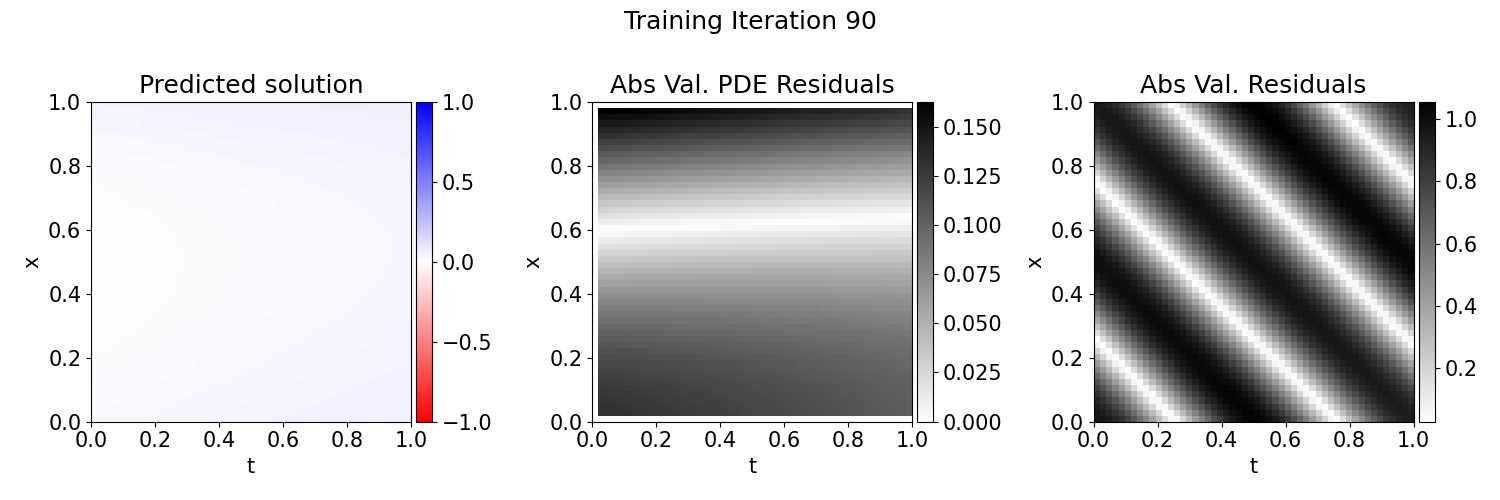 Training Iteration 90
Predicted solution
1.0
0.8
0.6
0.4
0.2
0.0
x
0.0 0.2 0.4 0.6 0.8 1.0
t
1.0
0.5
0.0
−0.5
−1.0
Abs Val. PDE Residuals
1.0
0.8
0.6
0.4
0.2
0.0
x
0.0 0.2 0.4 0.6 0.8 1.0
t
0.150
0.125
0.100
0.075
0.050
0.025
0.000
Abs Val. Residuals
1.0
0.8
0.6
0.4
0.2
0.0
x
0.0 0.2 0.4 0.6 0.8 1.0
t
1.0
0.8
0.6
0.4
0.2